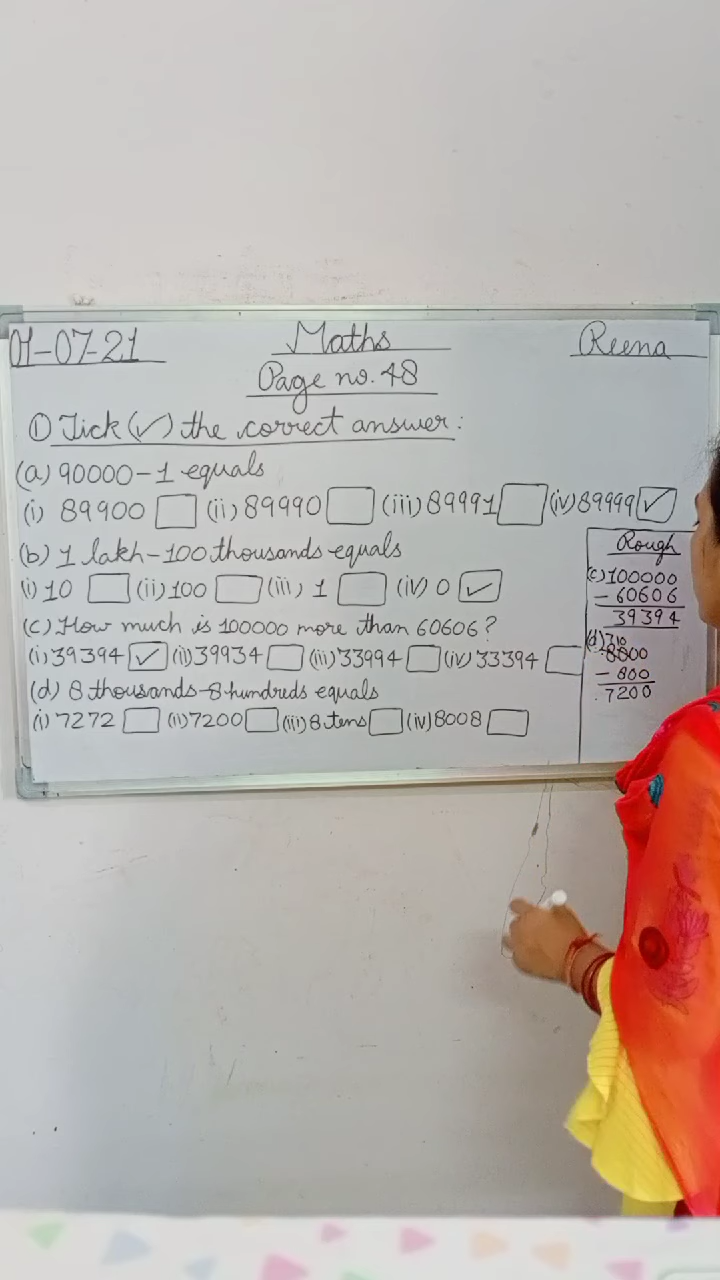 01-07-21 Maths Reena
Page no. 48
① Tick (✓) the correct answer:
(a) 90000-1 equals
(i) 89900 ☐ (ii) 89990 ☐ (iii) 89991 ☐ (iv) 89999 ☑
(b) 1 lakh-100 thousands equals
(i) 10 ☐ (ii) 100 ☐ (iii) 1 ☐ (iv) 0 ☑
(c) How much is 100000 more than 60606?
(i) 39394 ☑ (ii) 39934 ☐ (iii) 33994 ☐ (iv) 33394 ☐
(d) 8 thousands-8 hundreds equals
(i) 7272 ☐ (ii) 7200 ☐ (iii) 8 tens ☐ (iv) 8008 ☐
Rough
(c) 100000
- 60606
39394
(d) 7 10
8000
- 800
7200